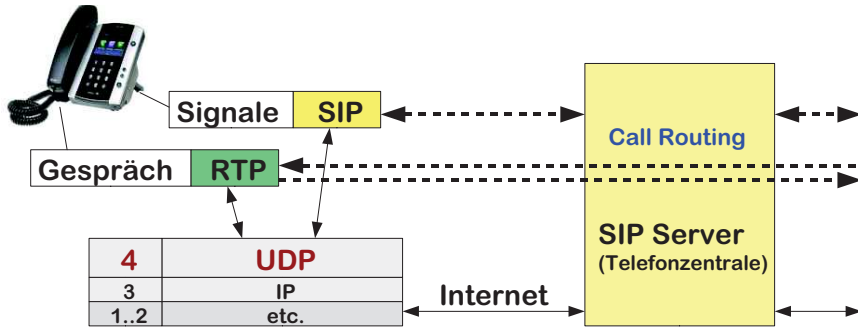 Signale SIP
Call Routing
Gespräch RTP
SIP Server
(Telefonzentrale)
4 UDP
3 IP
Internet
1..2 etc.